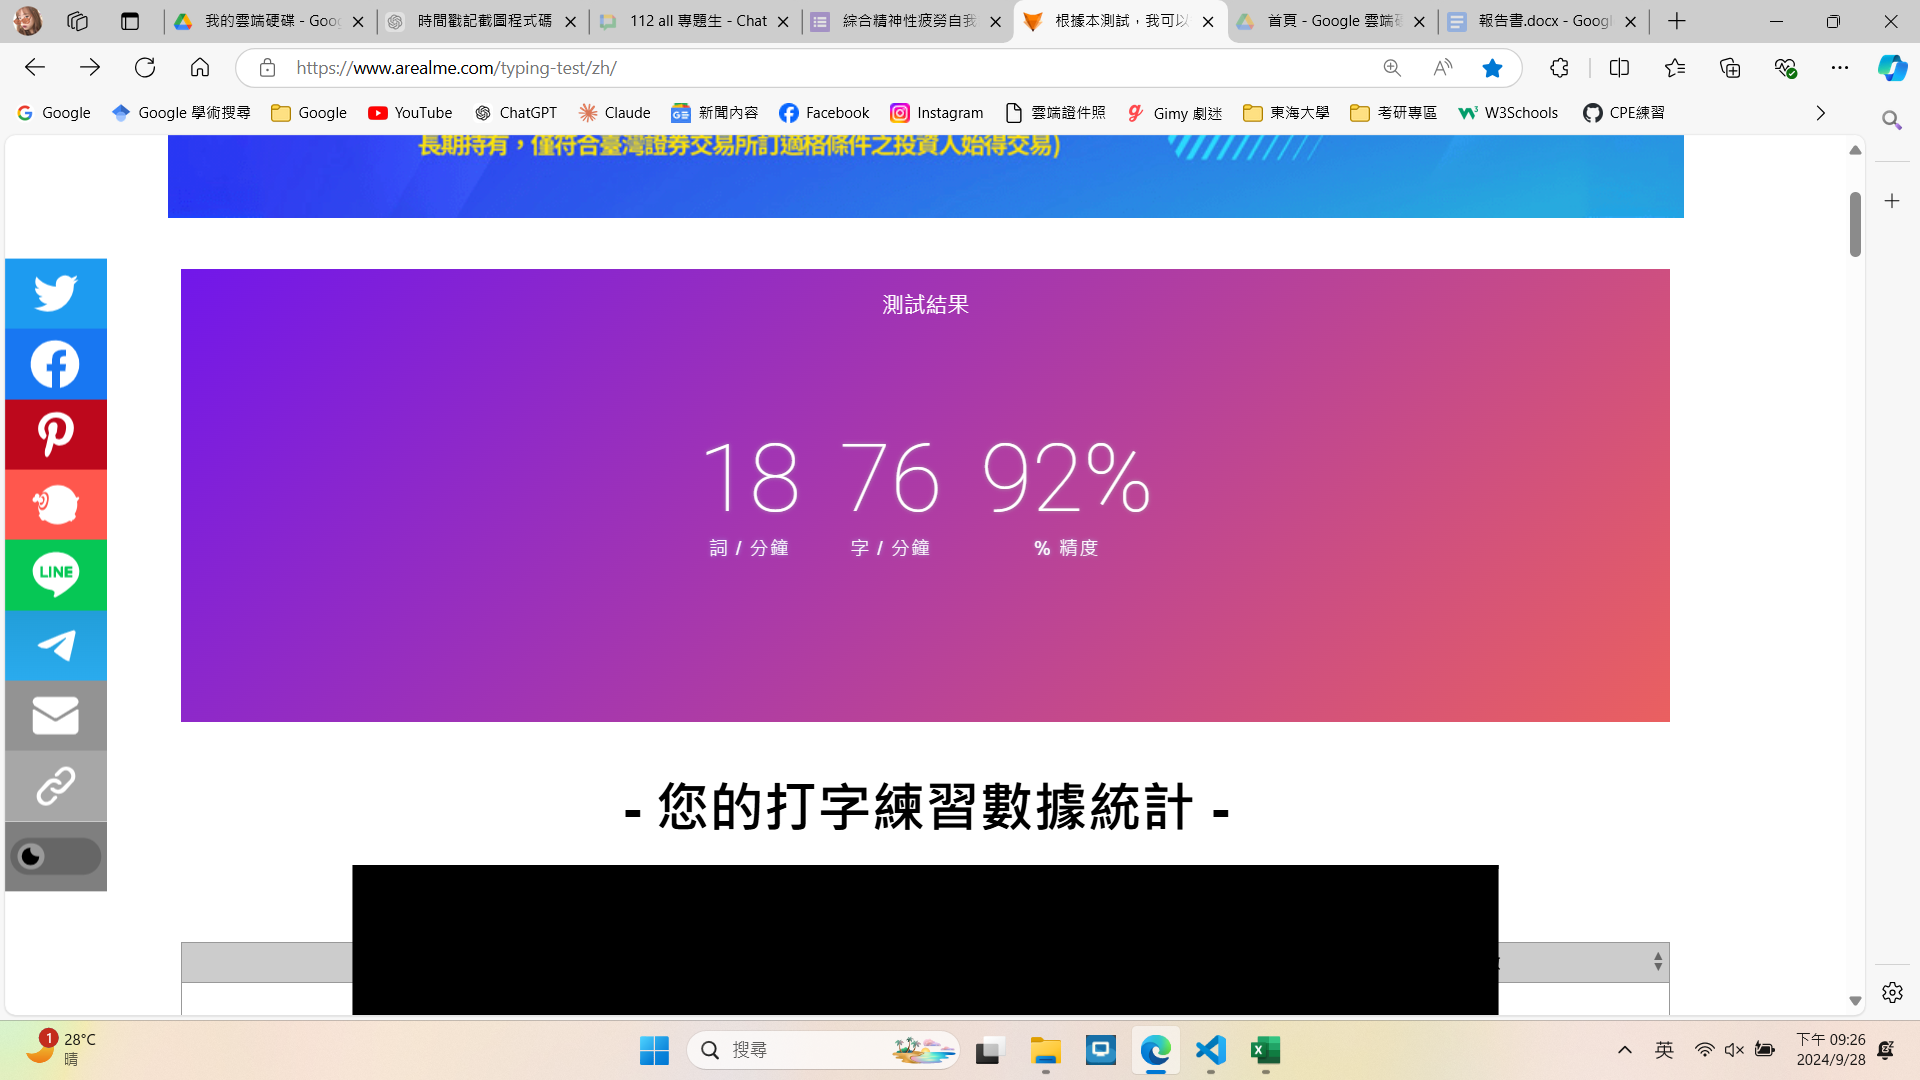 我的雲端硬碟 - Goo
時間戳記截圖程式碼
112 all 專題生 - Chat
綜合精神性疲勞自我
根據本測試，我可以
首頁 - Google 雲端硬
報告書.docx - Googl
https://www.arealme.com/typing-test/zh/
Google
Google 學術搜尋
Google
YouTube
ChatGPT
Claude
新聞內容
Facebook
Instagram
雲端證件照
Gimy 劇迷
東海大學
考研專區
W3Schools
CPE練習
長期持有，僅符合臺灣證券交易所訂適格條件之投資人始得交易)
測試結果
18 76 92%
詞 / 分鐘 字 / 分鐘 % 精度
LINE
- 您的打字練習數據統計 -
1
28°C
晴
搜尋
英
下午 09:26
2024/9/28